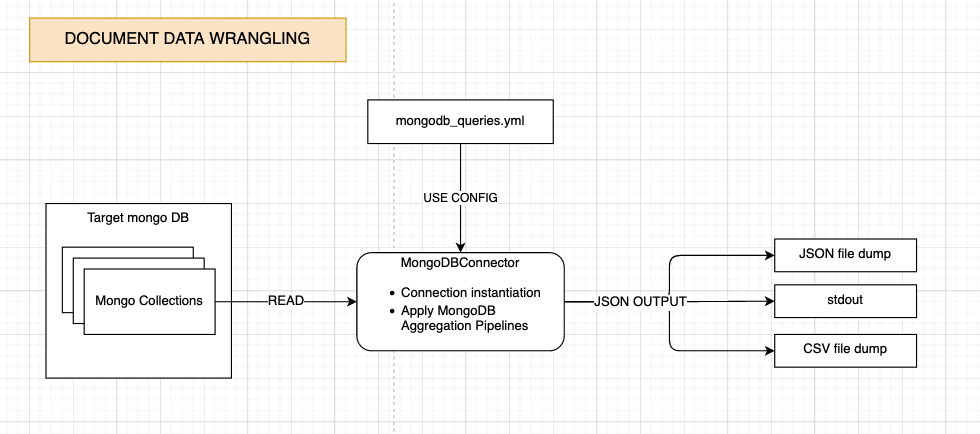 DOCUMENT DATA WRANGLING
mongodb_queries.yml
USE CONFIG
Target mongo DB
Mongo Collections
READ
MongoDBConnector
• Connection instantiation
• Apply MongoDB
Aggregation Pipelines
JSON OUTPUT
JSON file dump
stdout
CSV file dump